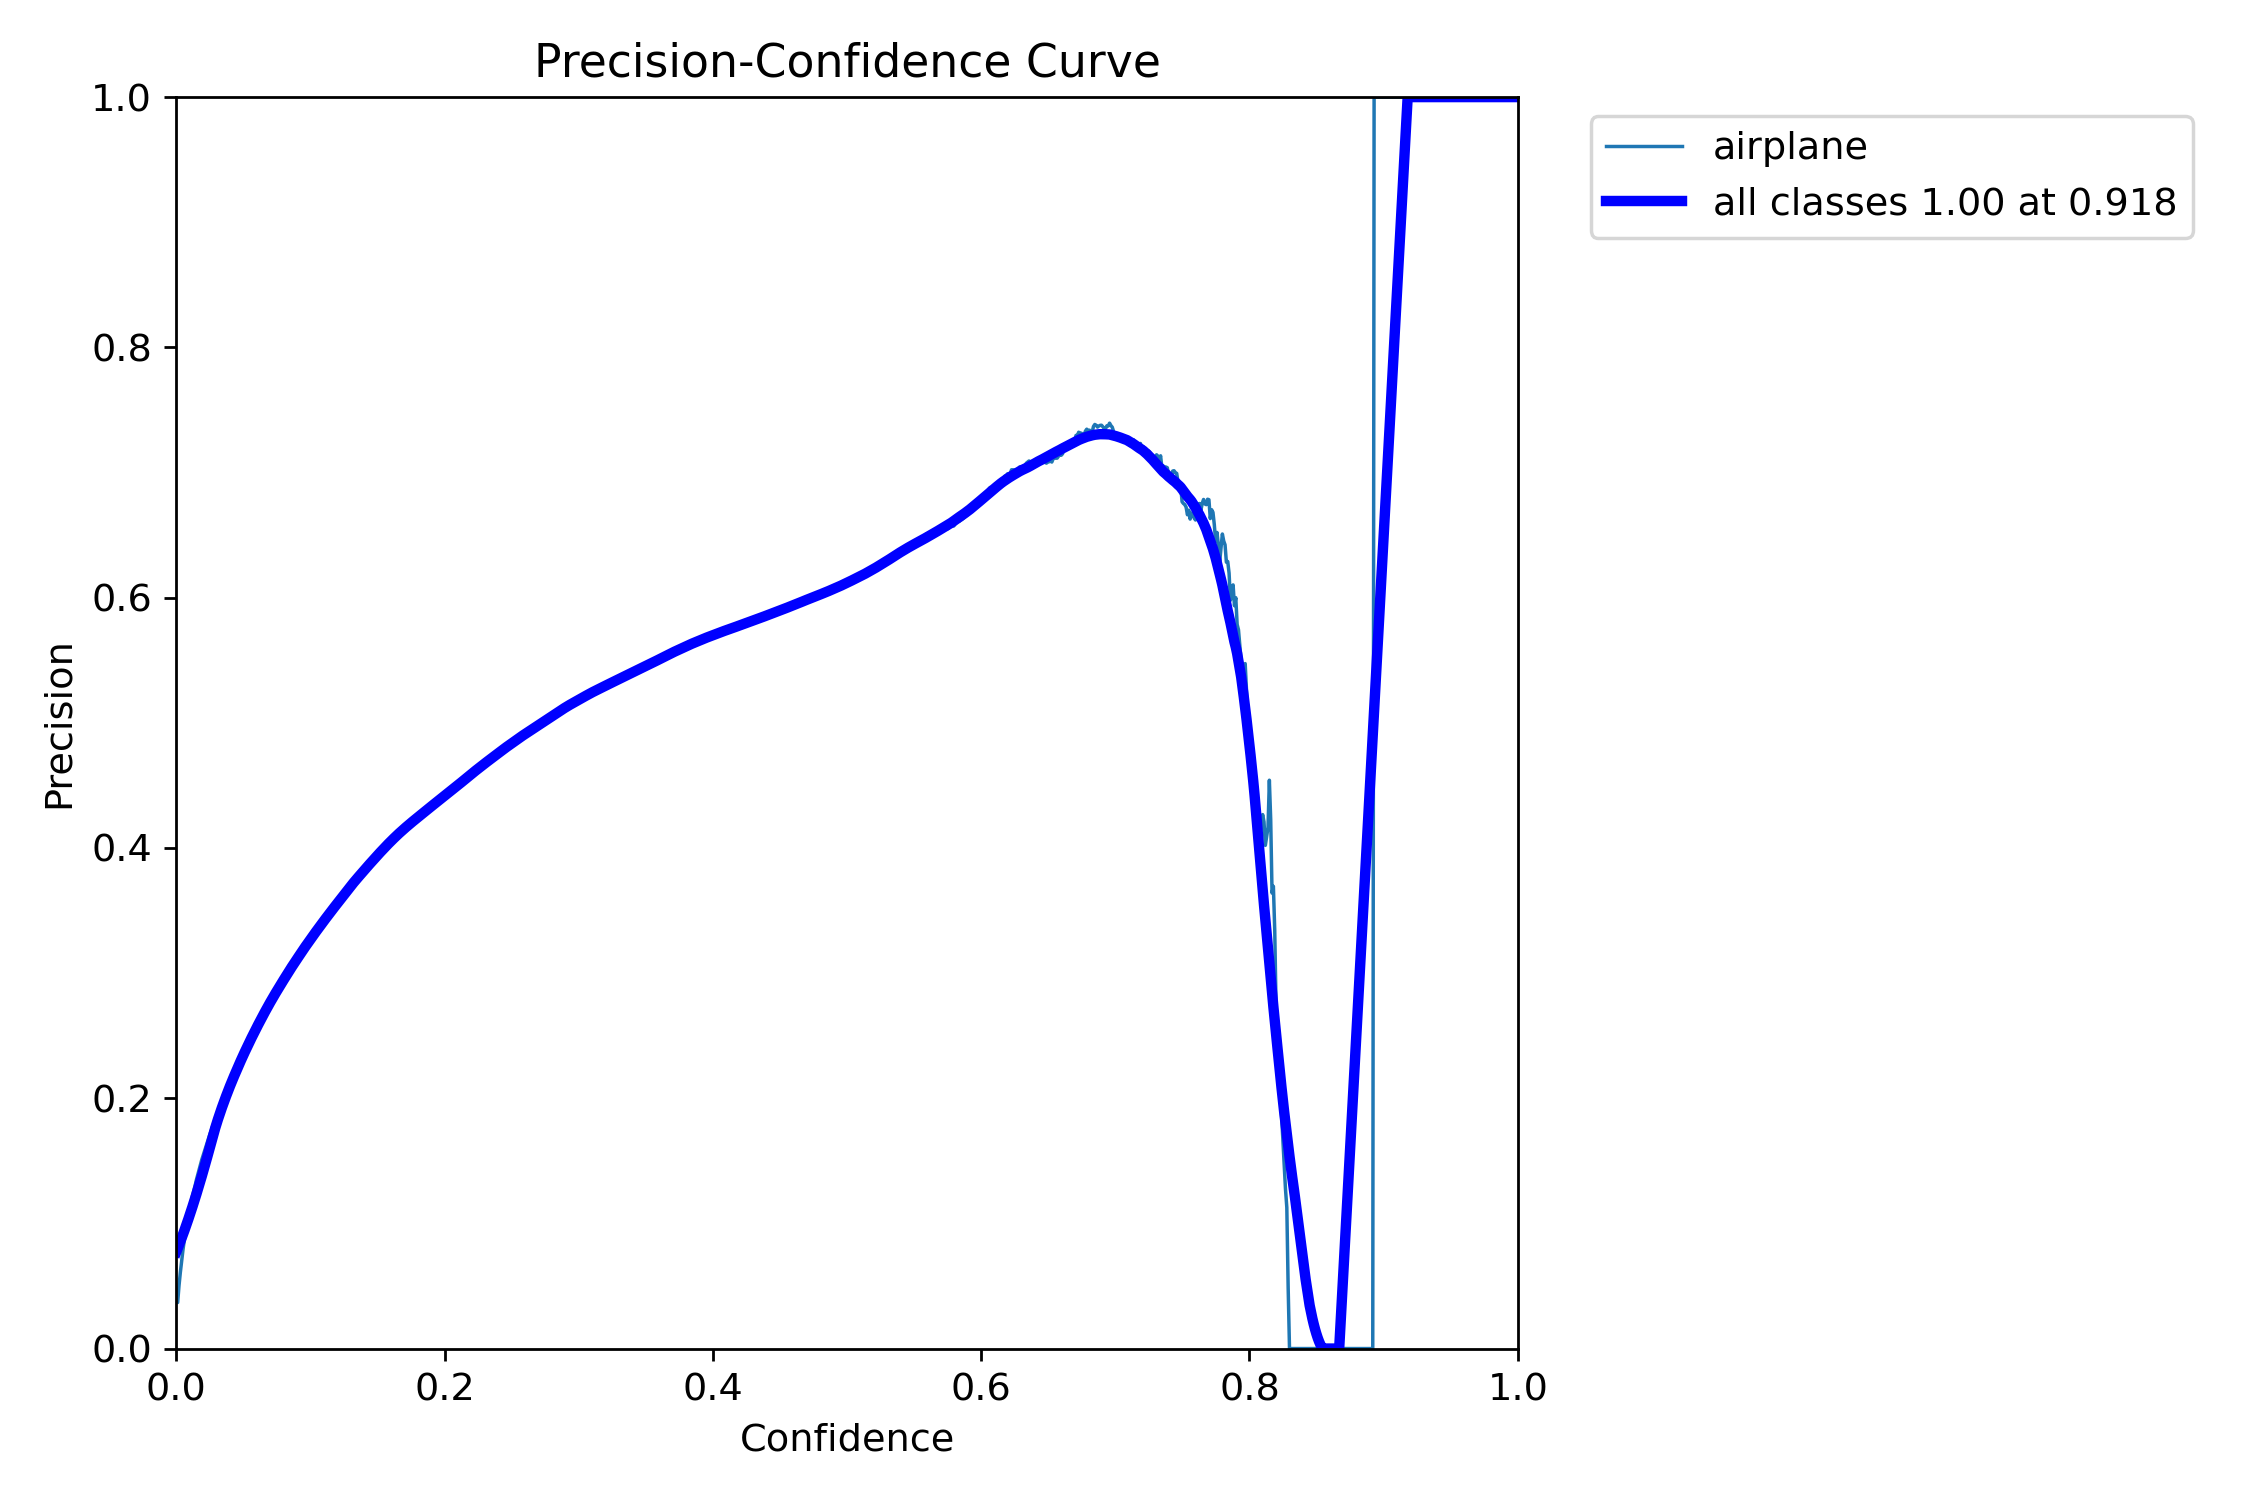 Precision-Confidence Curve
1.0
0.8
0.6
0.4
0.2
0.0
Precision
0.0 0.2 0.4 0.6 0.8 1.0
Confidence
airplane
all classes 1.00 at 0.918